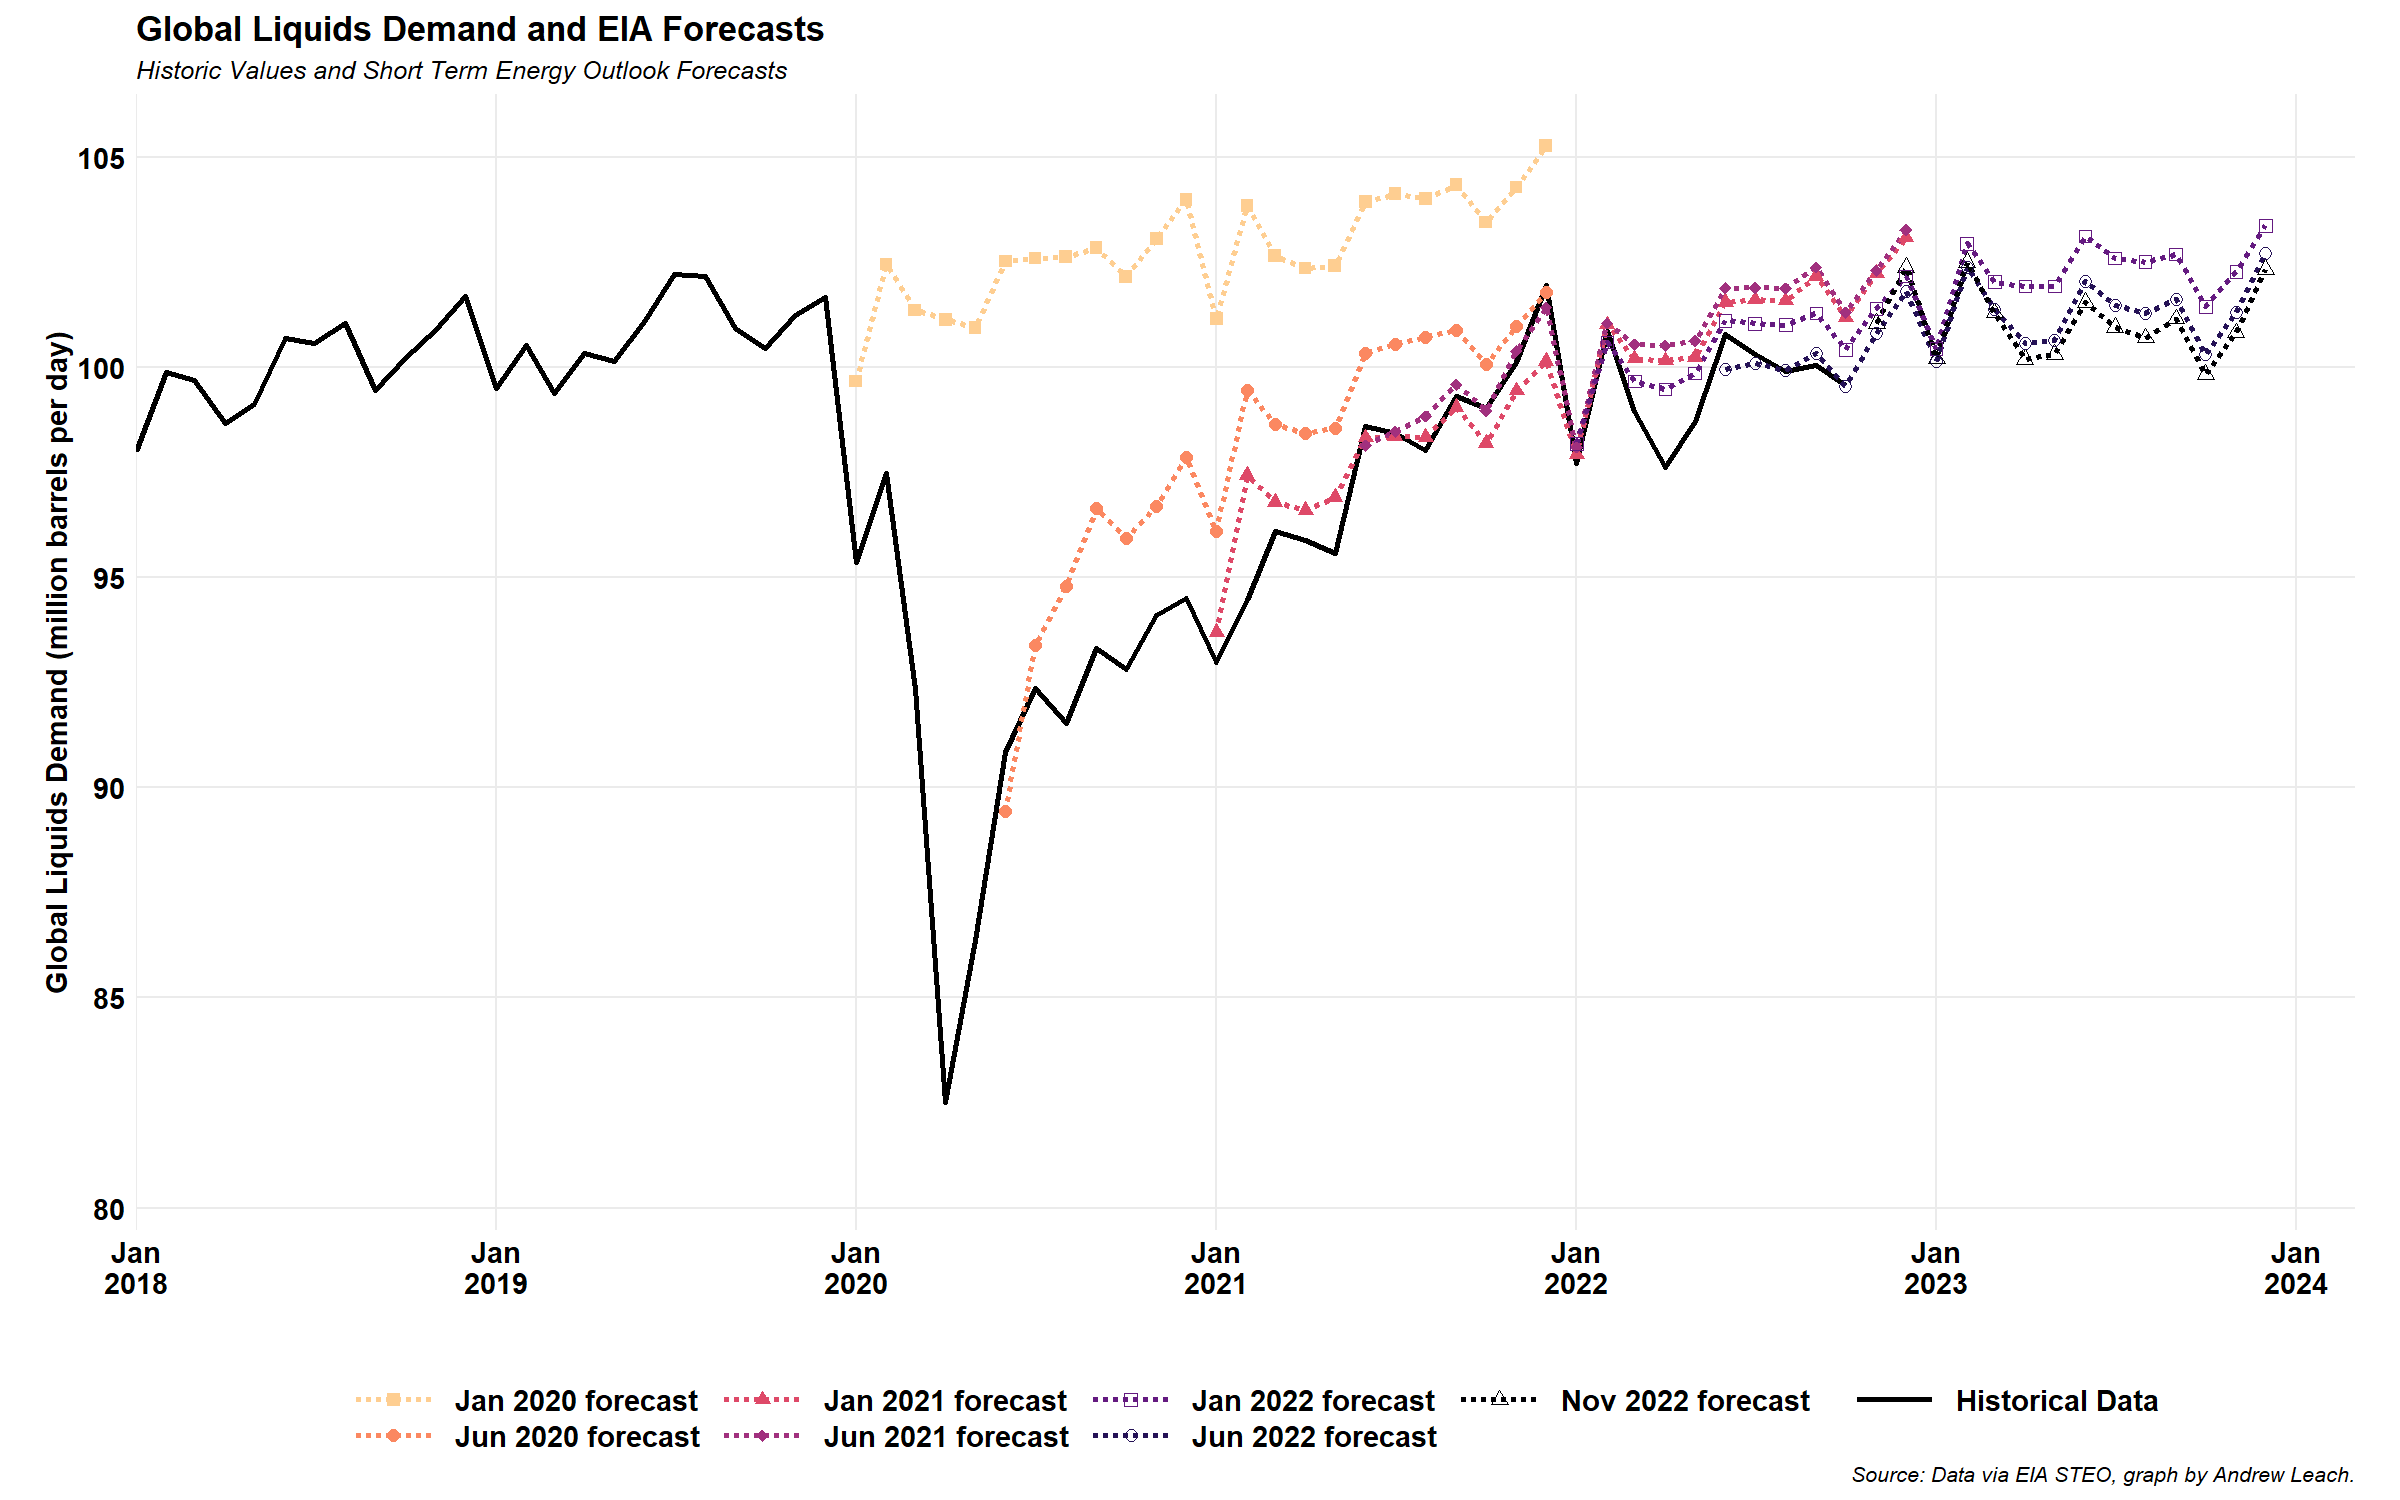 Global Liquids Demand and EIA Forecasts
Historic Values and Short Term Energy Outlook Forecasts
Global Liquids Demand (million barrels per day)
105
100
95
90
85
80
Jan
2018
Jan
2019
Jan
2020
Jan
2021
Jan
2022
Jan
2023
Jan
2024
Jan 2020 forecast
Jun 2020 forecast
Jan 2021 forecast
Jun 2021 forecast
Jan 2022 forecast
Jun 2022 forecast
Nov 2022 forecast
Historical Data
Source: Data via EIA STEO, graph by Andrew Leach.